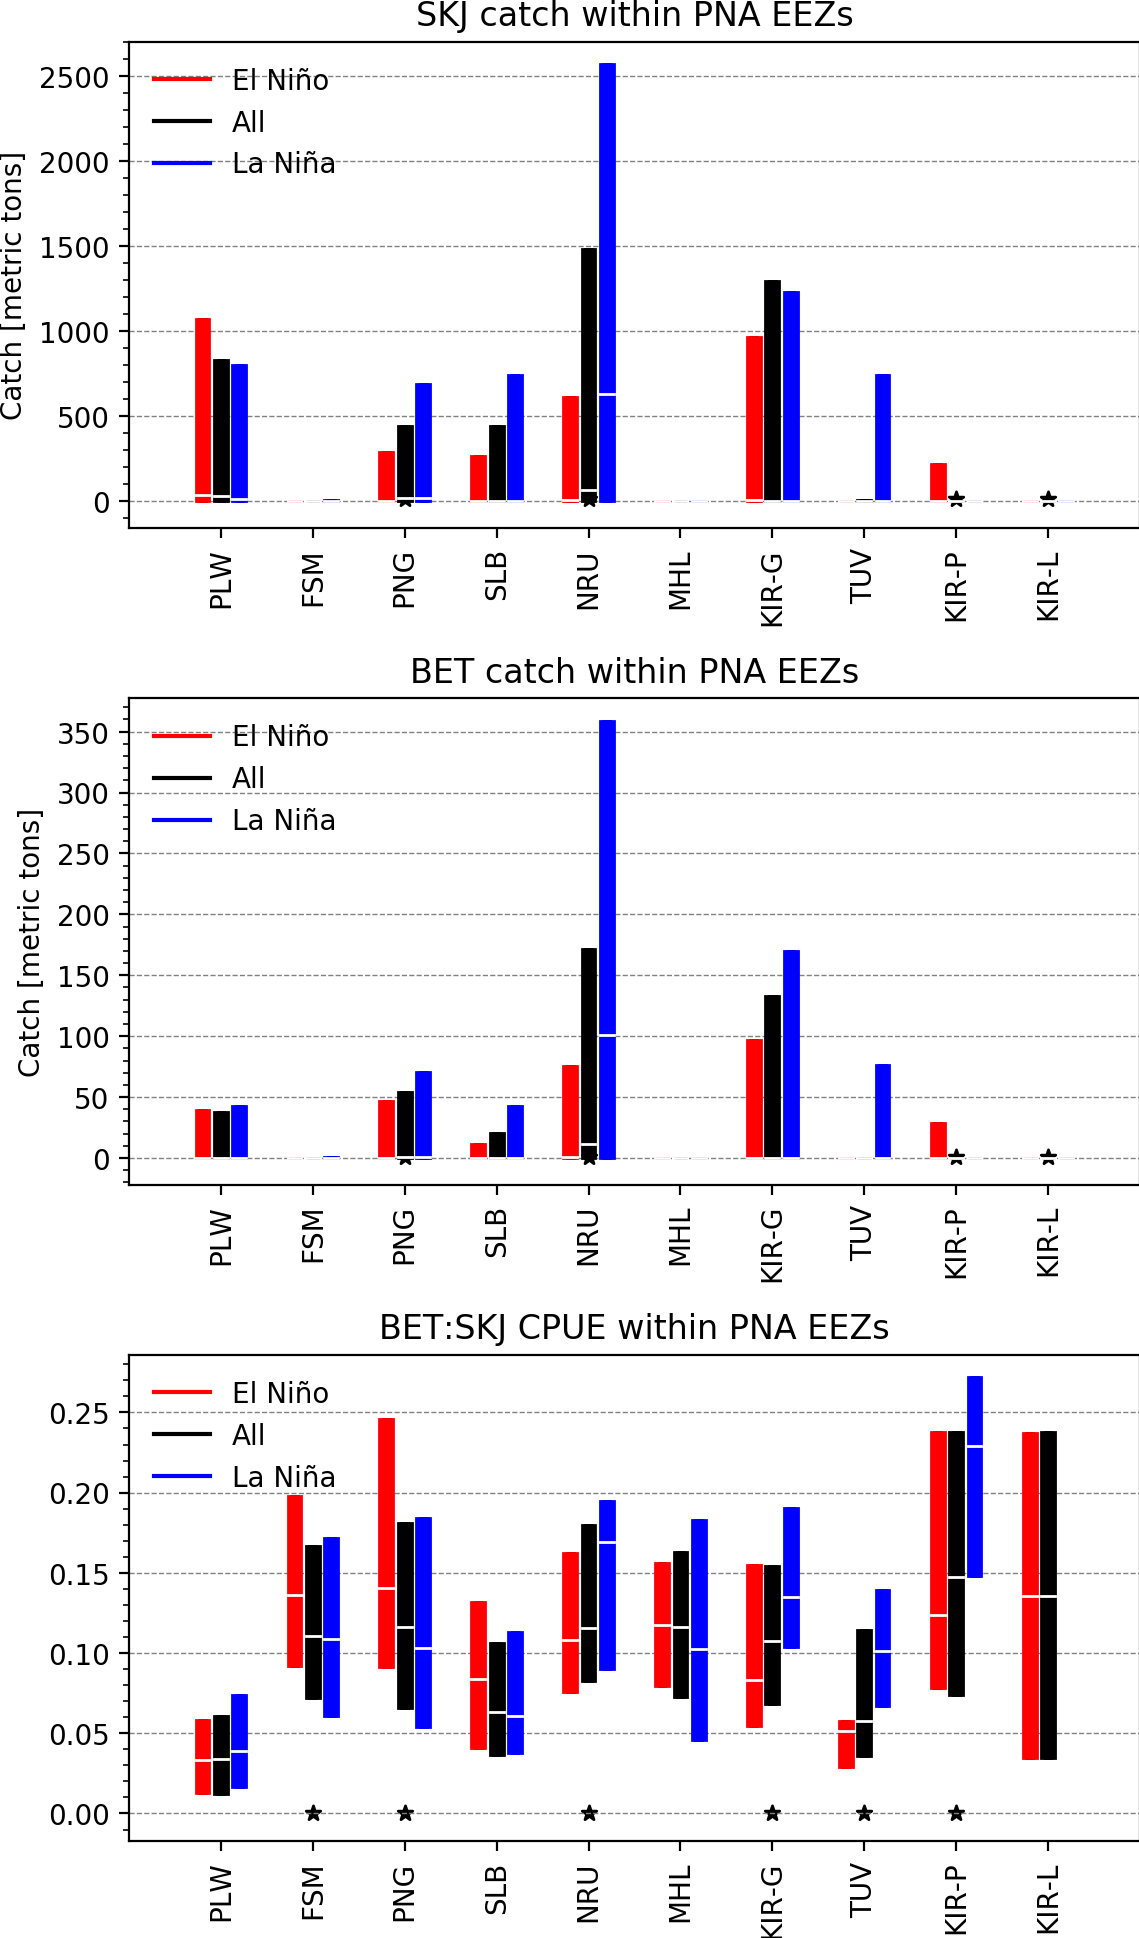 SKJ catch within PNA EEZs
Catch [metric tons]
2500
2000
1500
1000
500
0
El Niño
All
La Niña
PLW
FSM
PNG
SLB
NRU
MHL
KIR-G
TUV
KIR-P
KIR-L
BET catch within PNA EEZs
Catch [metric tons]
350
300
250
200
150
100
50
0
El Niño
All
La Niña
PLW
FSM
PNG
SLB
NRU
MHL
KIR-G
TUV
KIR-P
KIR-L
BET:SKJ CPUE within PNA EEZs
0.25
0.20
0.15
0.10
0.05
0.00
El Niño
All
La Niña
PLW
FSM
PNG
SLB
NRU
MHL
KIR-G
TUV
KIR-P
KIR-L